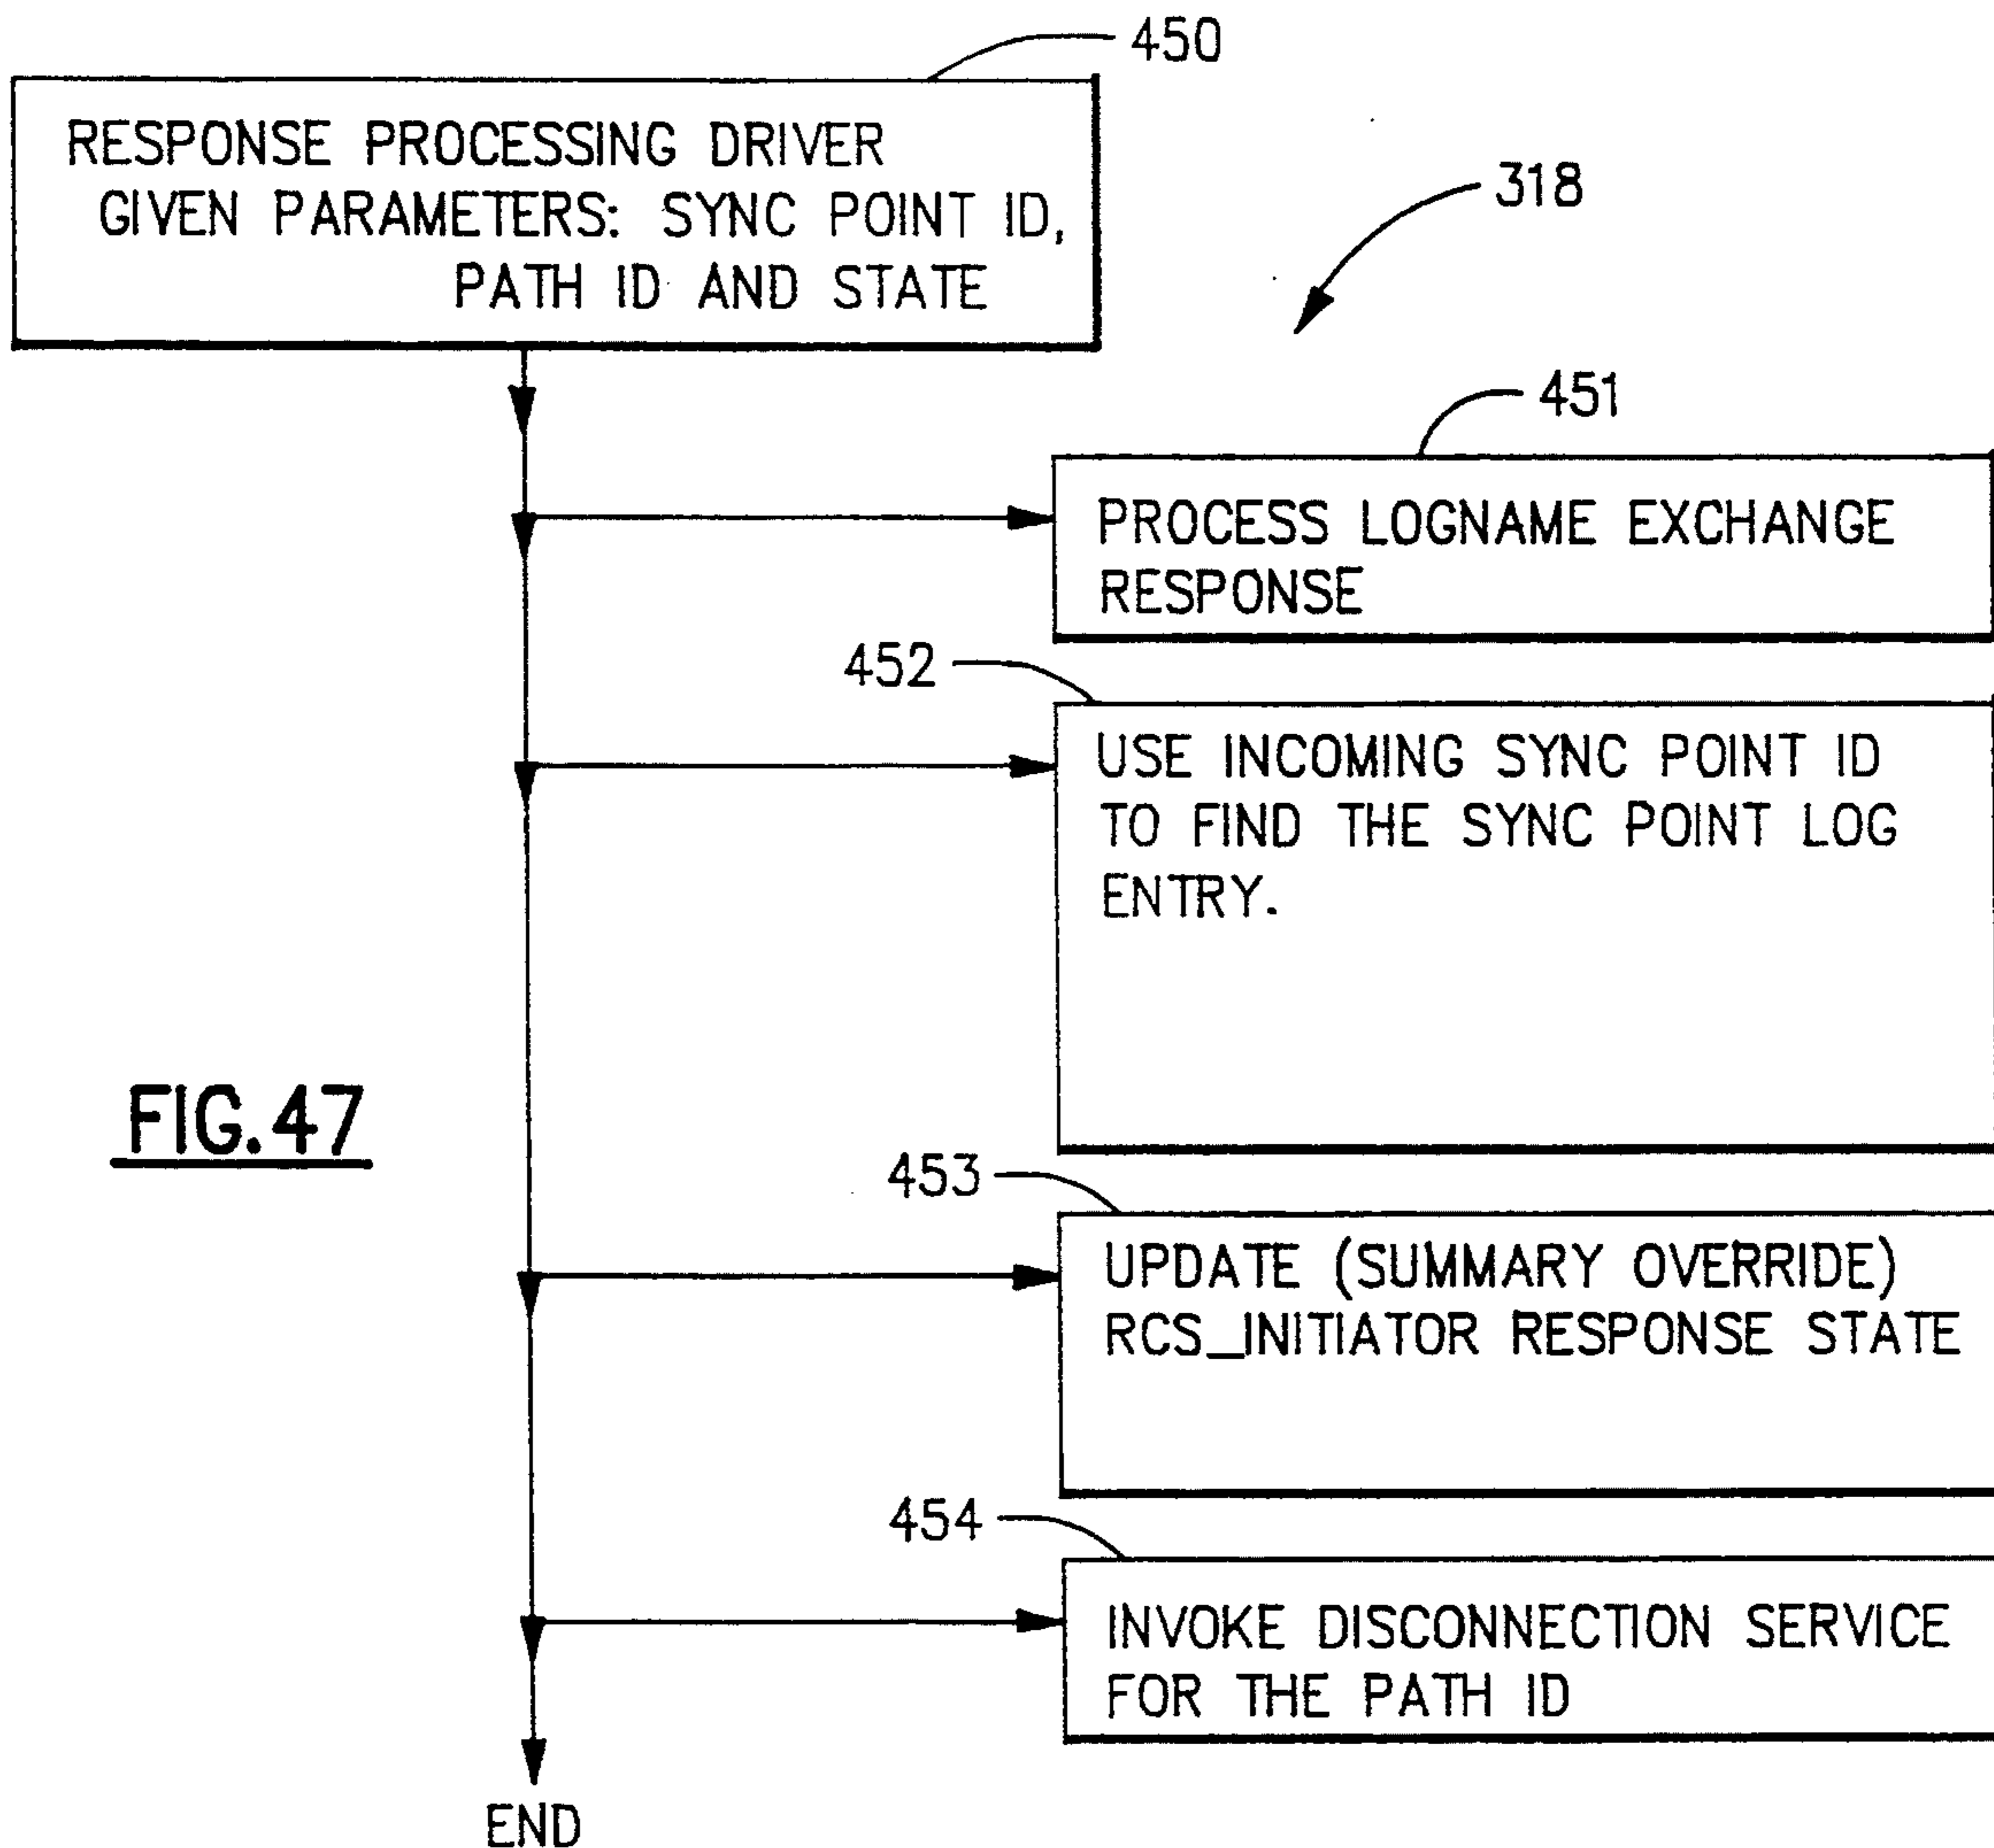 450
RESPONSE PROCESSING DRIVER
GIVEN PARAMETERS: SYNC POINT ID,
PATH ID AND STATE
318
451
PROCESS LOGNAME EXCHANGE
RESPONSE
452
USE INCOMING SYNC POINT ID
TO FIND THE SYNC POINT LOG
ENTRY.
FIG.47
453
UPDATE (SUMMARY OVERRIDE)
RCS_INITIATOR RESPONSE STATE
454
INVOKE DISCONNECTION SERVICE
FOR THE PATH ID
END